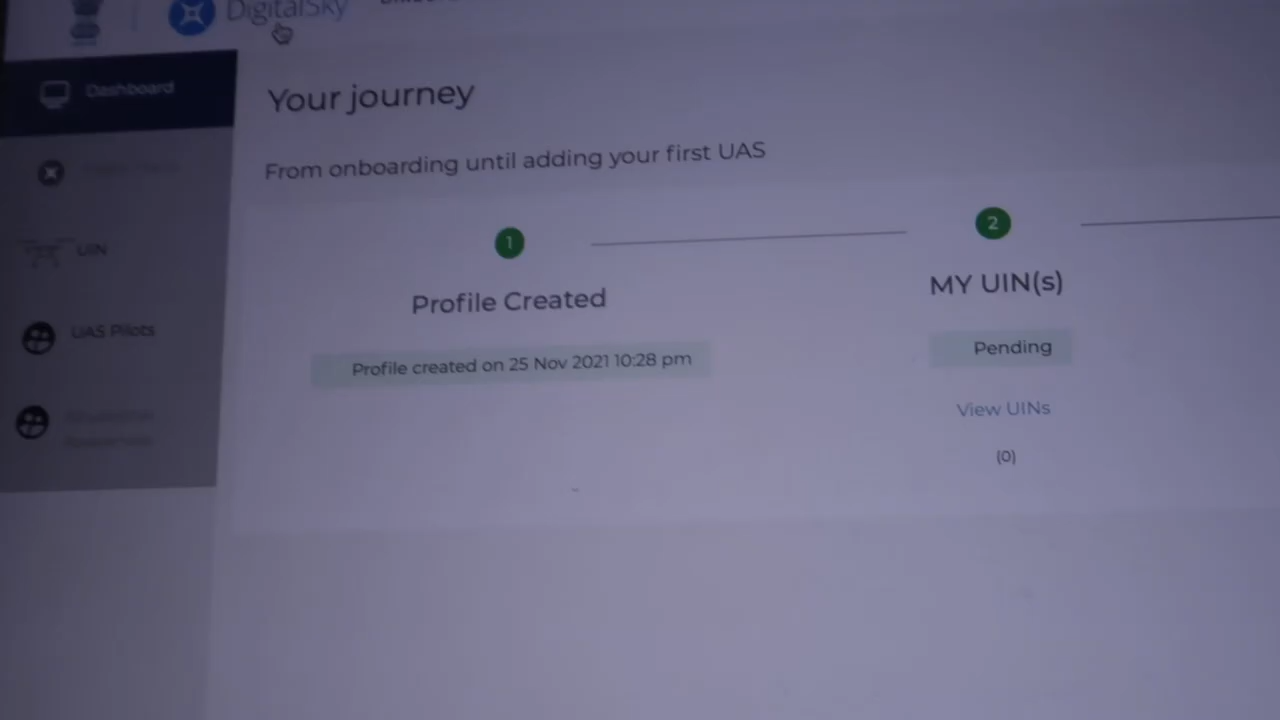 DigitalSky
Dashboard
UIN
UAS Pilots
Your journey
From onboarding until adding your first UAS
1
Profile Created
Profile created on 25 Nov 2021 10:28 pm
2
MY UIN(s)
Pending
View UINs
(0)